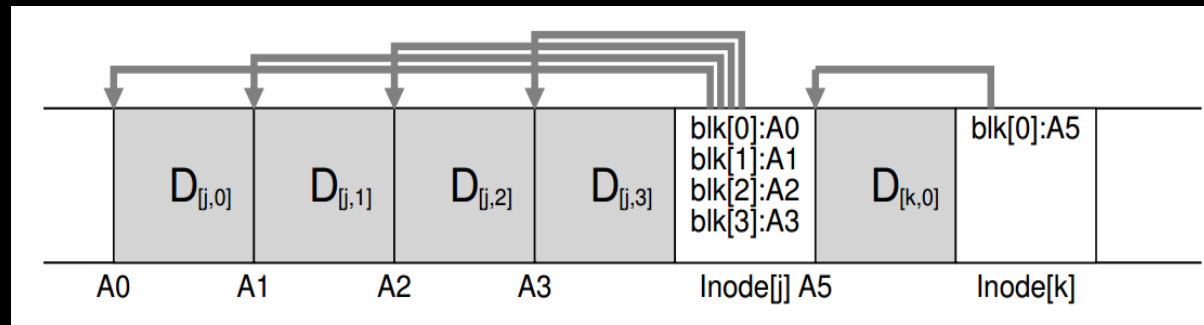 blk[0]:A0
blk[1]:A1
blk[2]:A2
blk[3]:A3
blk[0]:A5
D[j,0]
D[j,1]
D[j,2]
D[j,3]
D[k,0]
A0
A1
A2
A3
Inode[j] A5
Inode[k]